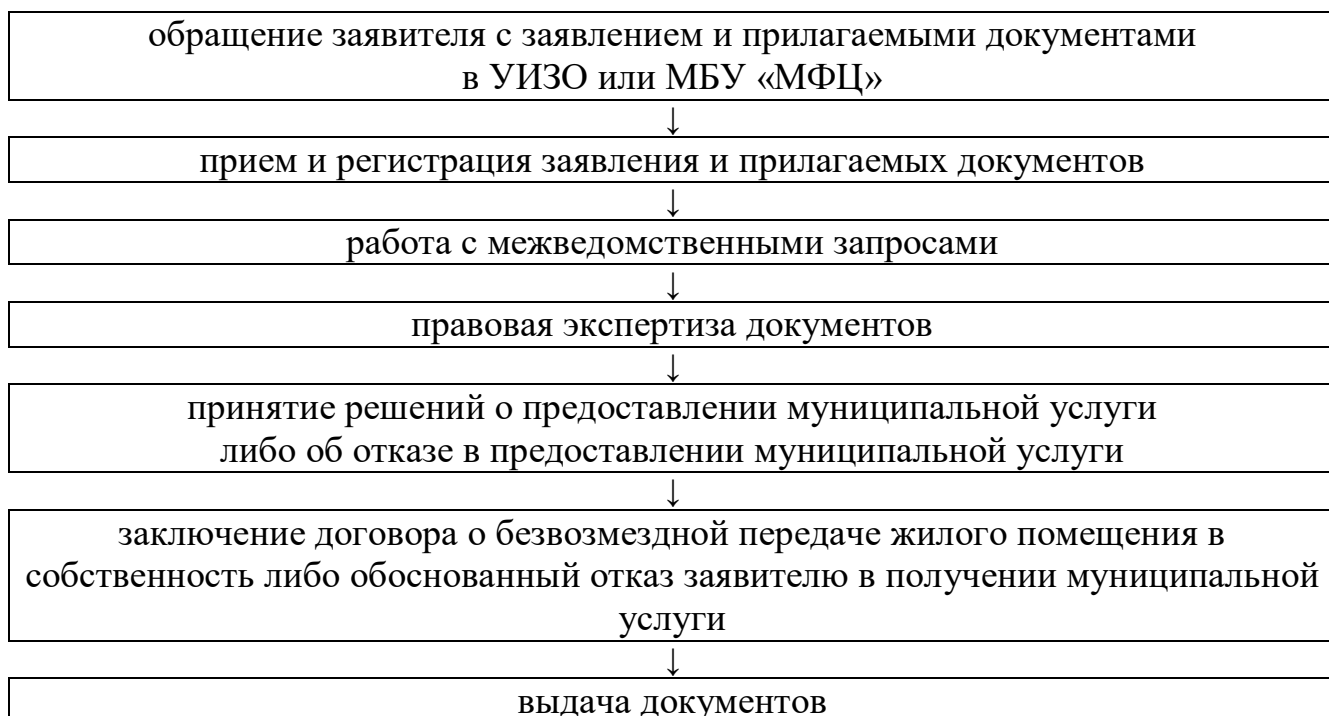 обращение заявителя с заявлением и прилагаемыми документами
в УИЗО или МБУ «МФЦ»
↓
прием и регистрация заявления и прилагаемых документов
↓
работа с межведомственными запросами
↓
правовая экспертиза документов
↓
принятие решений о предоставлении муниципальной услуги
либо об отказе в предоставлении муниципальной услуги
↓
заключение договора о безвозмездной передаче жилого помещения в
собственность либо обоснованный отказ заявителю в получении муниципальной
услуги
↓
выдача документов